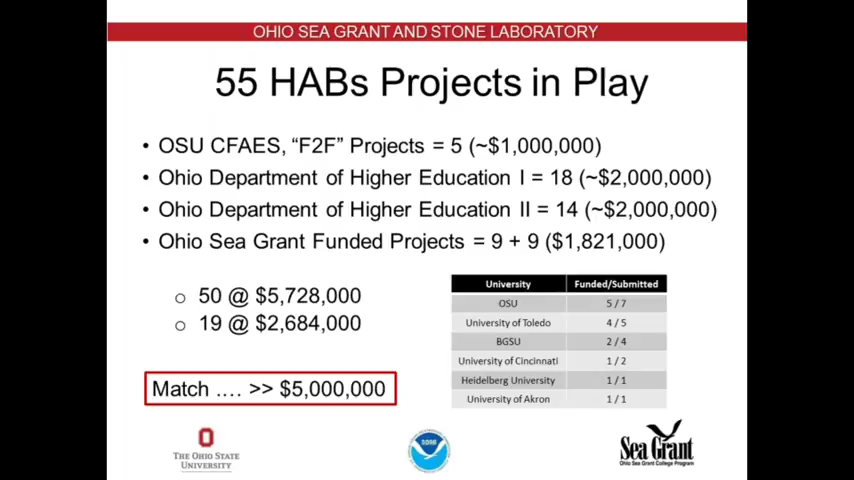 OHIO SEA GRANT AND STONE LABORATORY
55 HABs Projects in Play
• OSU CFAES, “F2F” Projects = 5 (~$1,000,000)
• Ohio Department of Higher Education I = 18 (~$2,000,000)
• Ohio Department of Higher Education II = 14 (~$2,000,000)
• Ohio Sea Grant Funded Projects = 9 + 9 ($1,821,000)
o 50 @ $5,728,000
o 19 @ $2,684,000
Match .... >> $5,000,000
University Funded/Submitted
OSU 5 / 7
University of Toledo 4 / 5
BGSU 2 / 4
University of Cincinnati 1 / 2
Heidelberg University 1 / 1
University of Akron 1 / 1
THE OHIO STATE
UNIVERSITY
NOAA
Sea Grant
Ohio Sea Grant College Program